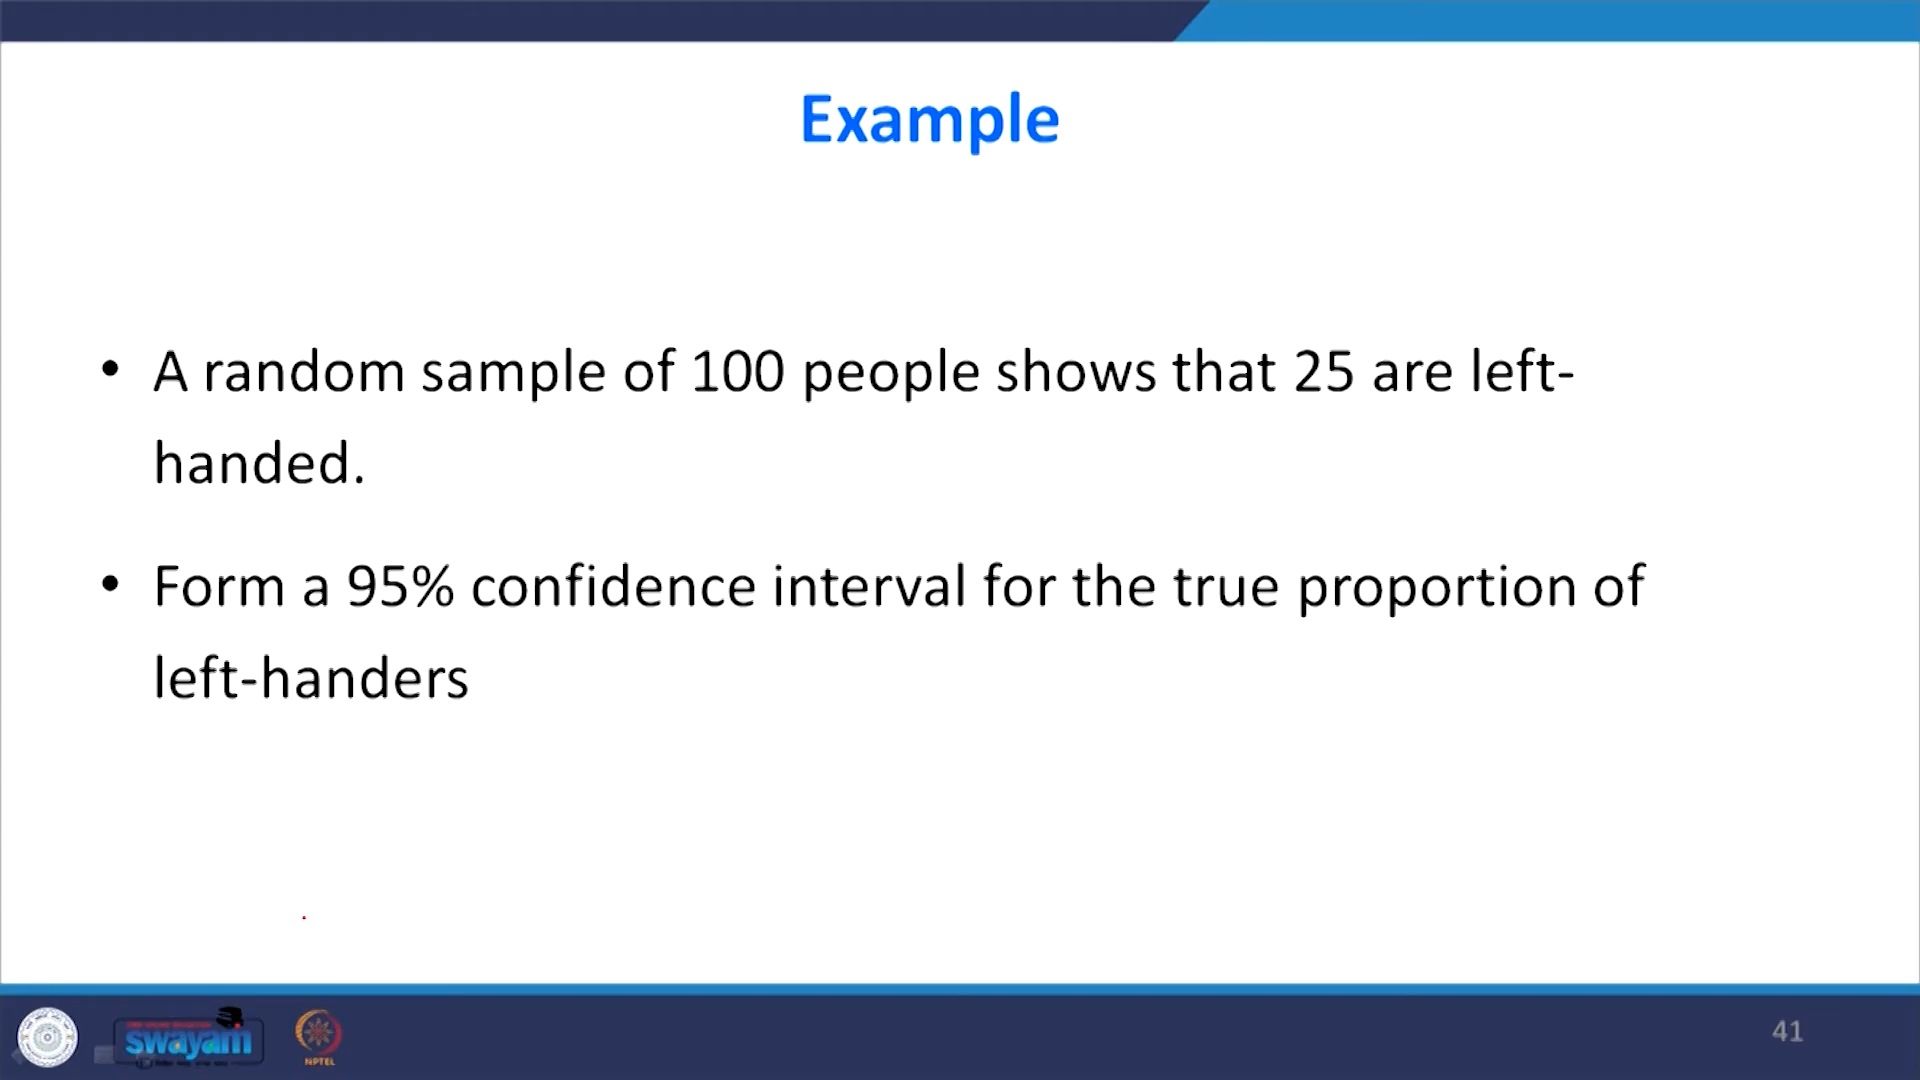 Example
• A random sample of 100 people shows that 25 are left-
handed.
• Form a 95% confidence interval for the true proportion of
left-handers
swayam
NPTEL
41